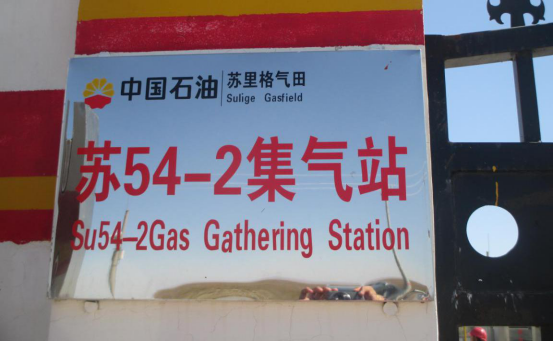 中国石油
苏里格气田
Sulige Gasfield
苏54-2集气站
Su54-2Gas Gathering Station